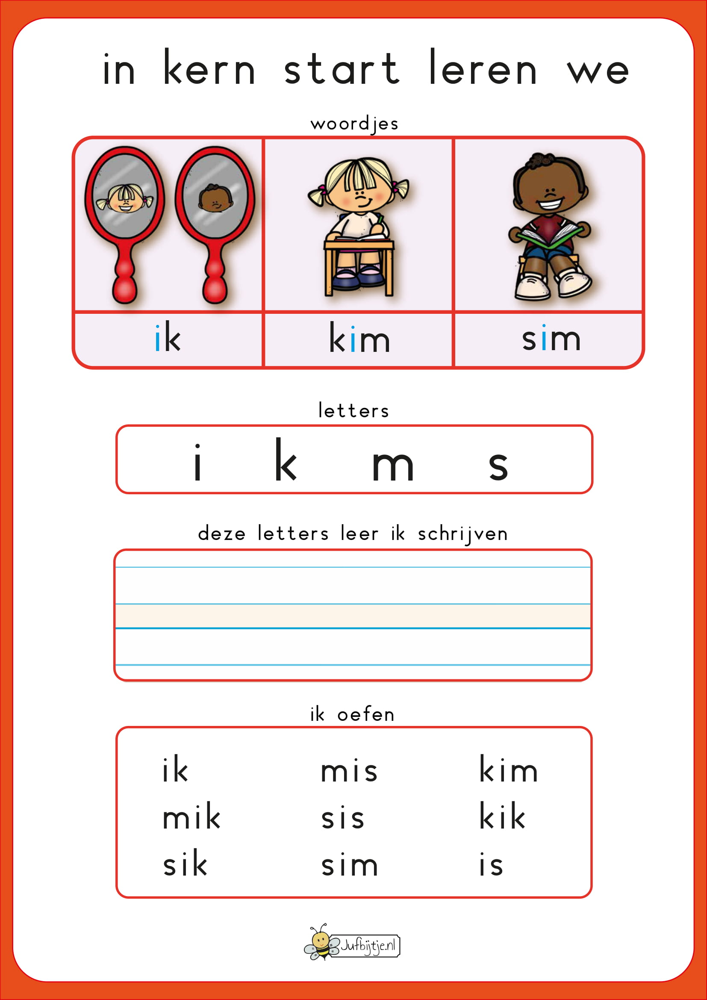 in kern start leren we
woordjes
ik kim sim
letters
i k m s
deze letters leer ik schrijven
ik oefen
ik mis kim
mik sis kik
sik sim is
Jufbijtje.nl